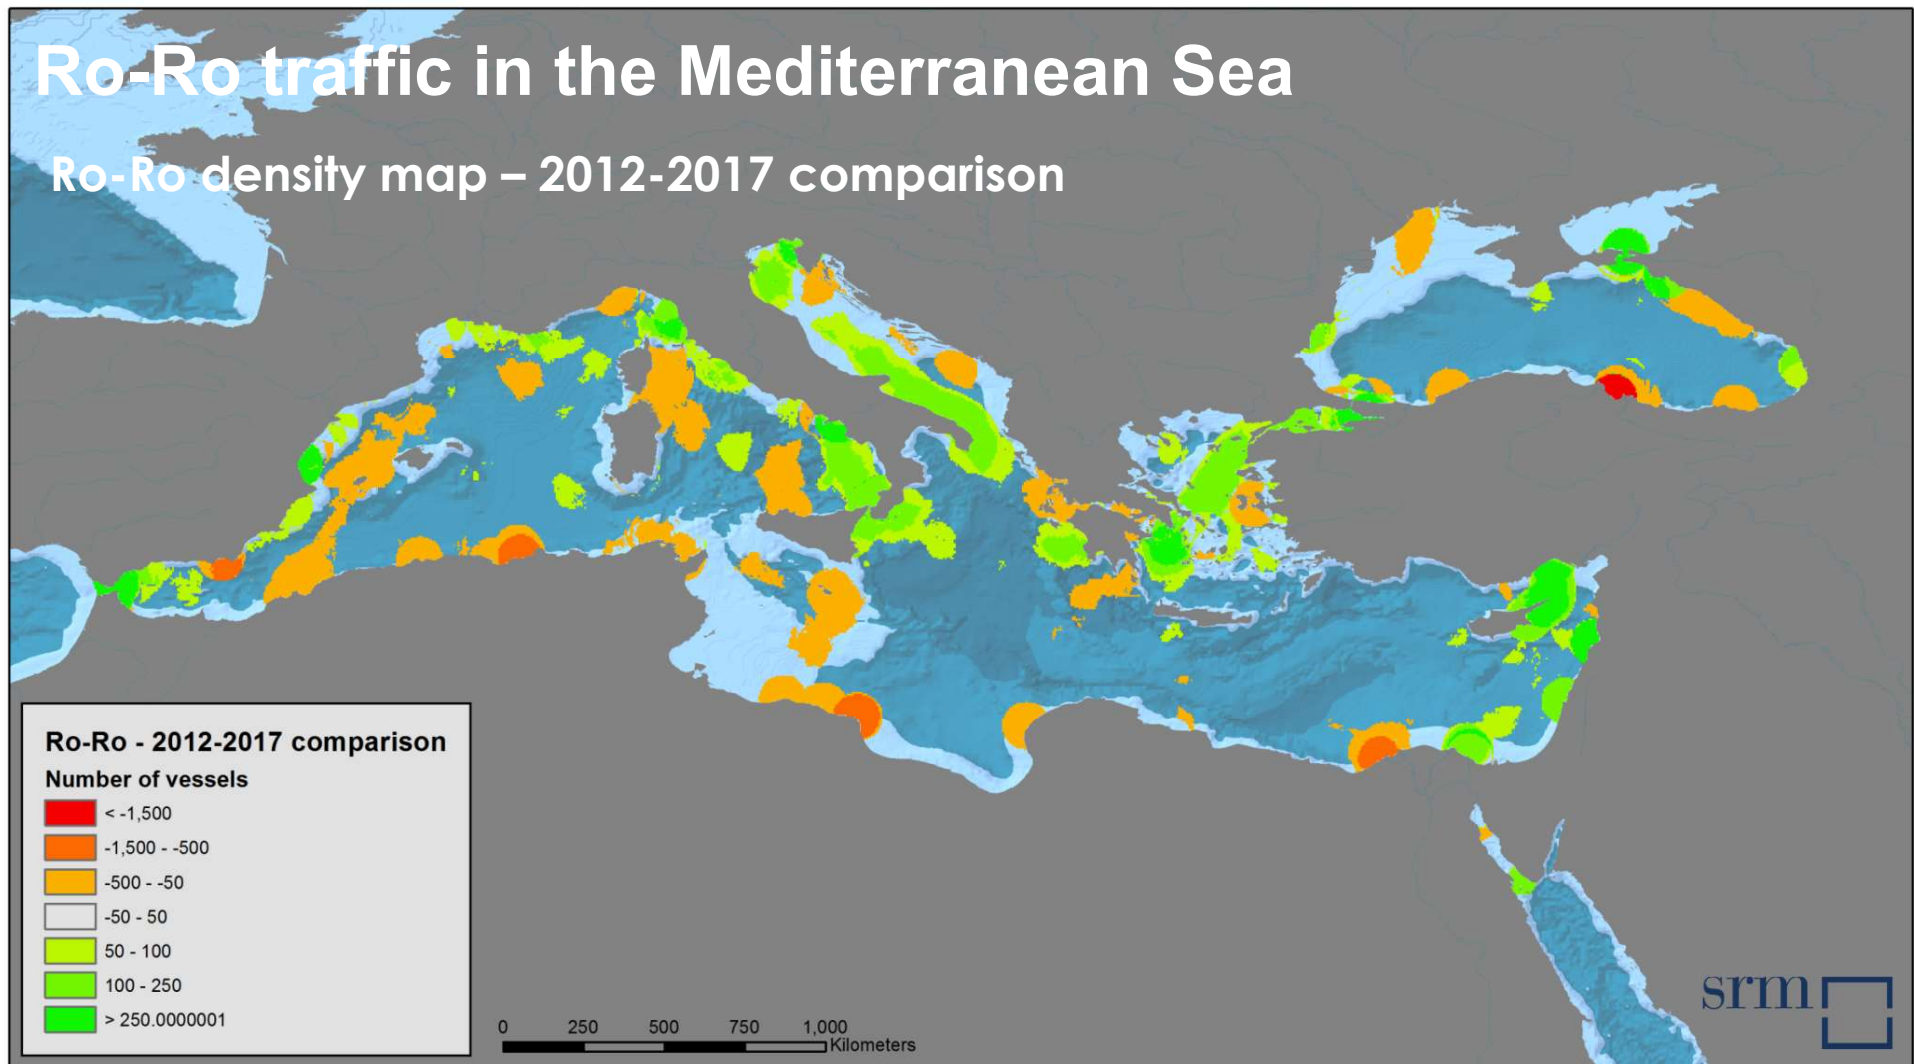 Ro-Ro traffic in the Mediterranean Sea
Ro-Ro density map – 2012-2017 comparison
Ro-Ro - 2012-2017 comparison
Number of vessels
< -1,500
-1,500 - -500
-500 - -50
-50 - 50
50 - 100
100 - 250
> 250.0000001
0 250 500 750 1,000
Kilometers
srm